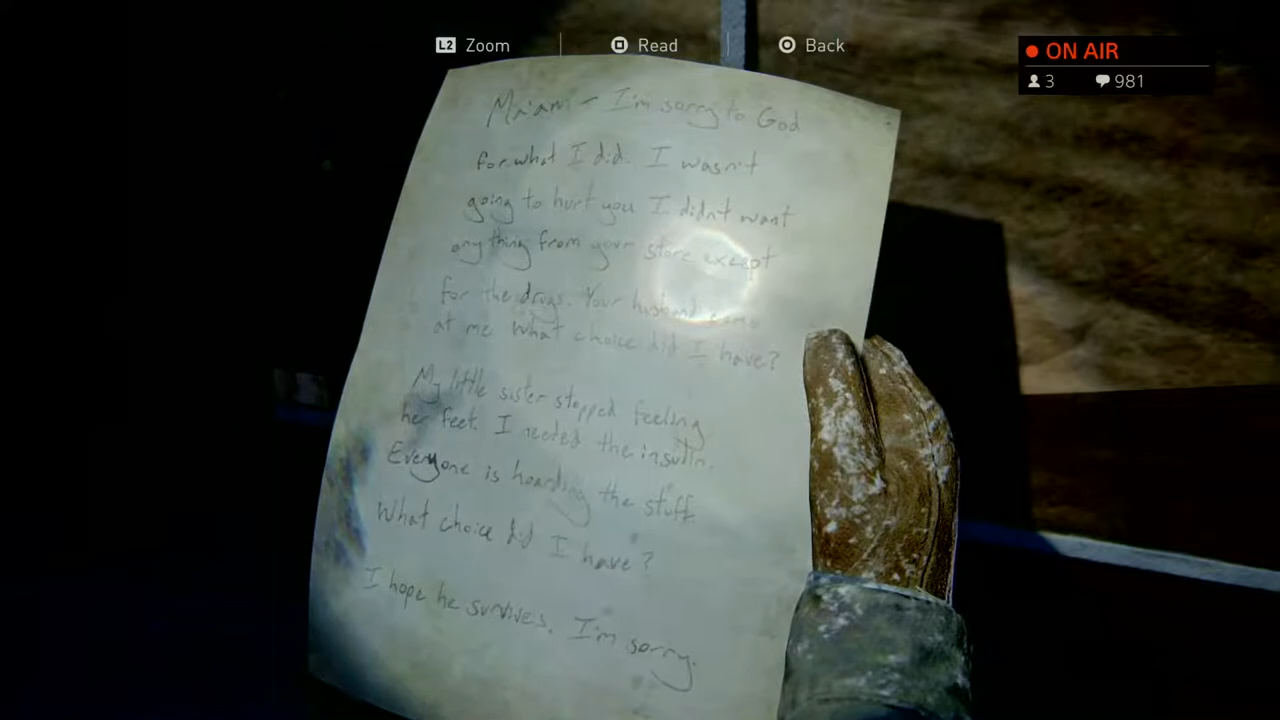 L2 Zoom
Read
Back
ON AIR
3 981
Ma'am - I'm sorry to God
for what I did. I wasn't
going to hurt you I didn't want
anything from your store except
for the drugs. Your husband came
at me What choice did I have?
My little sister stopped feeling
her feet. I needed the insulin.
Everyone is hoarding the stuff.
What choice did I have?
I hope he survives. I'm sorry.